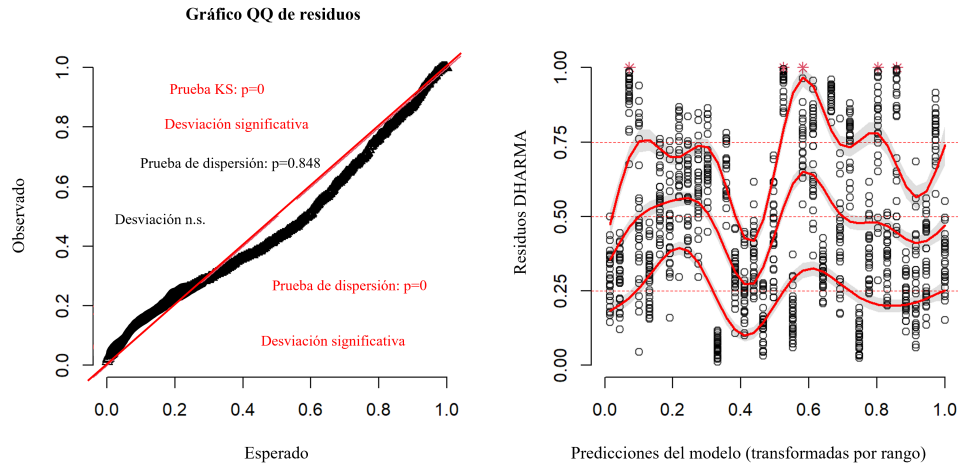 Gráfico QQ de residuos
Prueba KS: p=0
Desviación significativa
Prueba de dispersión: p=0.848
Desviación n.s.
Prueba de dispersión: p=0
Desviación significativa
Observado
0.0 0.2 0.4 0.6 0.8 1.0
0.0 0.2 0.4 0.6 0.8 1.0
Esperado
Residuos DHARMA
0.00 0.25 0.50 0.75 1.00
0.0 0.2 0.4 0.6 0.8 1.0
Predicciones del modelo (transformadas por rango)